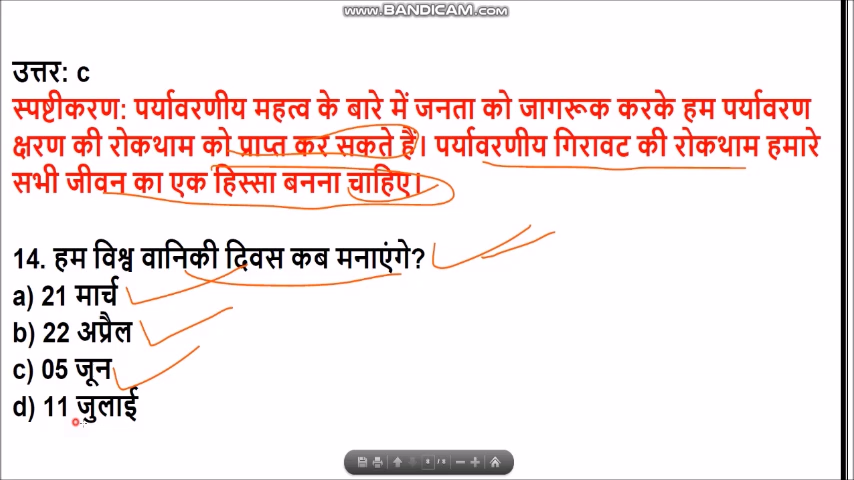 www.BANDICAM.com
उत्तर: c
स्पष्टीकरण: पर्यावरणीय महत्व के बारे में जनता को जागरूक करके हम पर्यावरण
क्षरण की रोकथाम को प्राप्त कर सकते हैं। पर्यावरणीय गिरावट की रोकथाम हमारे
सभी जीवन का एक हिस्सा बनना चाहिए।
14. हम विश्व वानिकी दिवस कब मनाएंगे?
a) 21 मार्च
b) 22 अप्रैल
c) 05 जून
d) 11 जुलाई